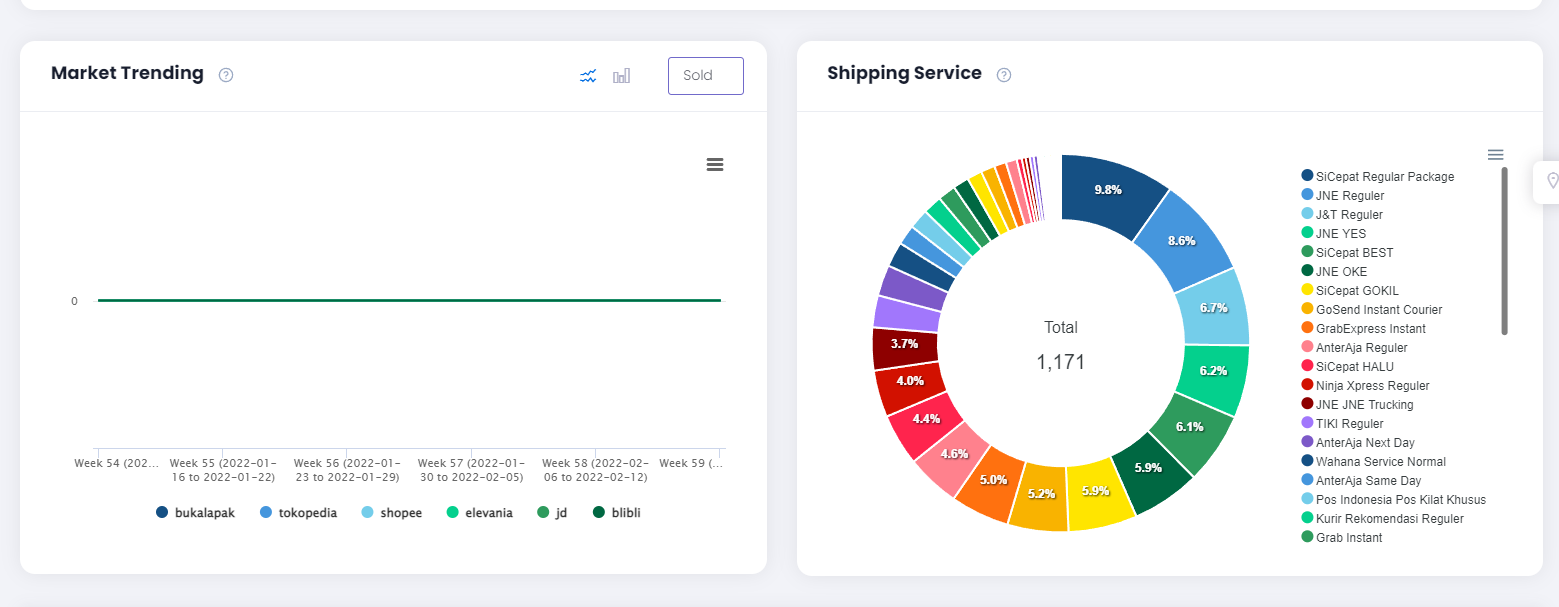 Market Trending
Sold
0
Week 54 (202...
Week 55 (2022-01-
16 to 2022-01-22)
Week 56 (2022-01-
23 to 2022-01-29)
Week 57 (2022-01-
30 to 2022-02-05)
Week 58 (2022-02-
06 to 2022-02-12)
Week 59 (...
bukalapak
tokopedia
shopee
elevania
jd
blibli
Shipping Service
9.8%
8.6%
6.7%
6.2%
6.1%
5.9%
5.9%
5.2%
5.0%
4.6%
4.4%
4.0%
3.7%
Total
1,171
SiCepat Regular Package
JNE Reguler
J&T Reguler
JNE YES
SiCepat BEST
JNE OKE
SiCepat GOKIL
GoSend Instant Courier
GrabExpress Instant
AnterAja Reguler
SiCepat HALU
Ninja Xpress Reguler
JNE JNE Trucking
TIKI Reguler
AnterAja Next Day
Wahana Service Normal
AnterAja Same Day
Pos Indonesia Pos Kilat Khusus
Kurir Rekomendasi Reguler
Grab Instant